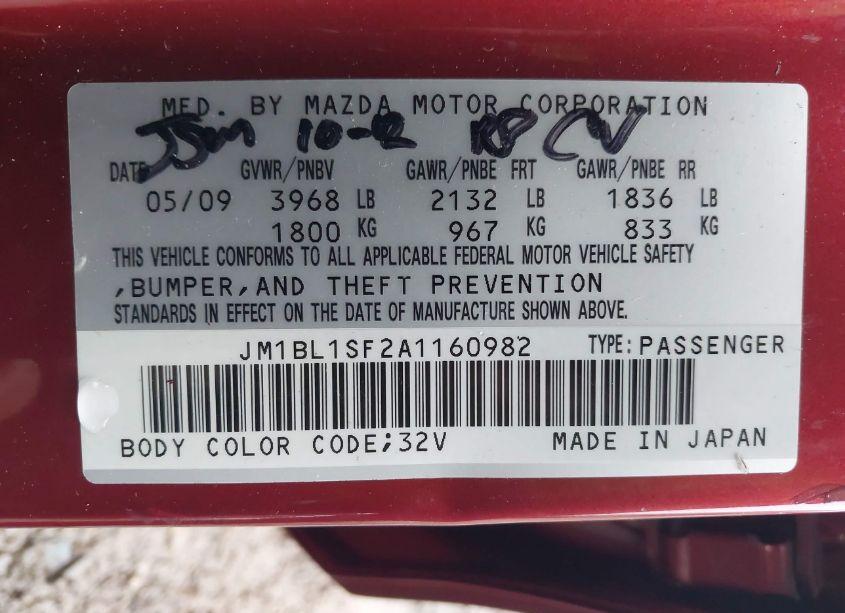 MFD. BY MAZDA MOTOR CORPORATION
JSM 10-12
DATE GVWR/PNBV GAWR/PNBE FRT GAWR/PNBE RR
05/09 3968 LB 2132 LB 1836 LB
1800 KG 967 KG 833 KG
THIS VEHICLE CONFORMS TO ALL APPLICABLE FEDERAL MOTOR VEHICLE SAFETY
,BUMPER,AND THEFT PREVENTION
STANDARDS IN EFFECT ON THE DATE OF MANUFACTURE SHOWN ABOVE.
JM1BL1SF2A1160982 TYPE:PASSENGER
BODY COLOR CODE;32V MADE IN JAPAN